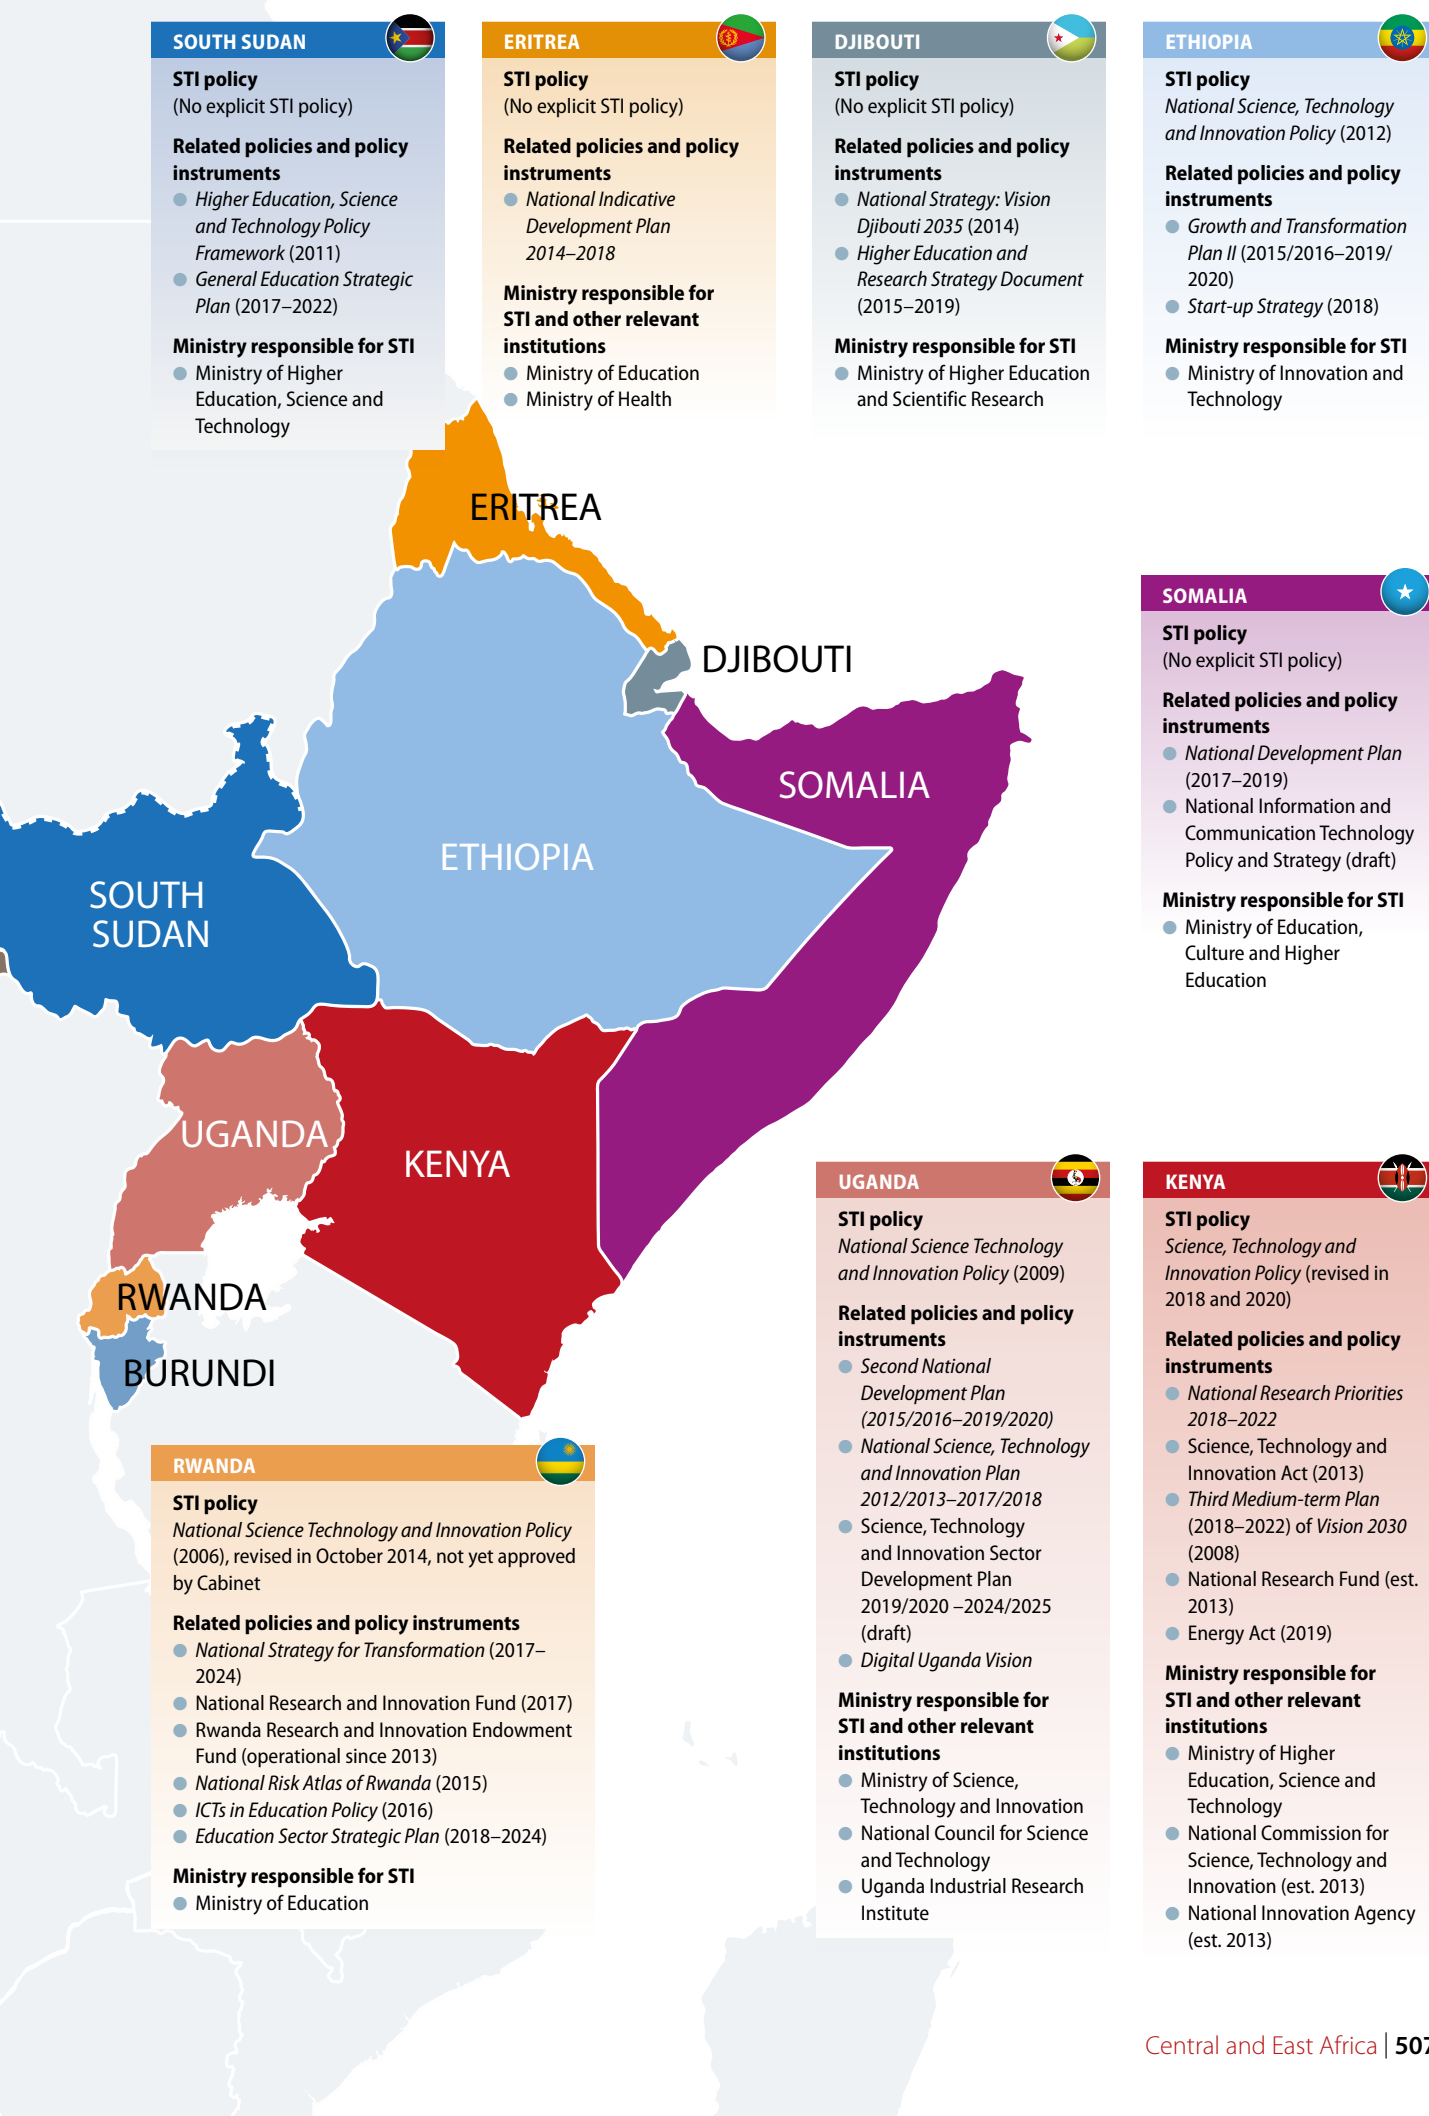 SOUTH SUDAN
STI policy
(No explicit STI policy)
Related policies and policy
instruments
● Higher Education, Science
and Technology Policy
Framework (2011)
● General Education Strategic
Plan (2017–2022)
Ministry responsible for STI
● Ministry of Higher
Education, Science and
Technology
ERITREA
STI policy
(No explicit STI policy)
Related policies and policy
instruments
● National Indicative
Development Plan
2014–2018
Ministry responsible for
STI and other relevant
institutions
● Ministry of Education
● Ministry of Health
DJIBOUTI
STI policy
(No explicit STI policy)
Related policies and policy
instruments
● National Strategy: Vision
Djibouti 2035 (2014)
● Higher Education and
Research Strategy Document
(2015–2019)
Ministry responsible for STI
● Ministry of Higher Education
and Scientific Research
ETHIOPIA
STI policy
National Science, Technology
and Innovation Policy (2012)
Related policies and policy
instruments
● Growth and Transformation
Plan II (2015/2016–2019/
2020)
● Start-up Strategy (2018)
Ministry responsible for STI
● Ministry of Innovation and
Technology
ERITREA
DJIBOUTI
SOMALIA
ETHIOPIA
SOUTH
SUDAN
UGANDA
KENYA
RWANDA
BURUNDI
SOMALIA
STI policy
(No explicit STI policy)
Related policies and policy
instruments
● National Development Plan
(2017–2019)
● National Information and
Communication Technology
Policy and Strategy (draft)
Ministry responsible for STI
● Ministry of Education,
Culture and Higher
Education
RWANDA
STI policy
National Science Technology and Innovation Policy
(2006), revised in October 2014, not yet approved
by Cabinet
Related policies and policy instruments
● National Strategy for Transformation (2017–
2024)
● National Research and Innovation Fund (2017)
● Rwanda Research and Innovation Endowment
Fund (operational since 2013)
● National Risk Atlas of Rwanda (2015)
● ICTs in Education Policy (2016)
● Education Sector Strategic Plan (2018–2024)
Ministry responsible for STI
● Ministry of Education
UGANDA
STI policy
National Science Technology
and Innovation Policy (2009)
Related policies and policy
instruments
● Second National
Development Plan
(2015/2016–2019/2020)
● National Science, Technology
and Innovation Plan
2012/2013–2017/2018
● Science, Technology
and Innovation Sector
Development Plan
2019/2020 –2024/2025
(draft)
● Digital Uganda Vision
Ministry responsible for
STI and other relevant
institutions
● Ministry of Science,
Technology and Innovation
● National Council for Science
and Technology
● Uganda Industrial Research
Institute
KENYA
STI policy
Science, Technology and
Innovation Policy (revised in
2018 and 2020)
Related policies and policy
instruments
● National Research Priorities
2018–2022
● Science, Technology and
Innovation Act (2013)
● Third Medium-term Plan
(2018–2022) of Vision 2030
(2008)
● National Research Fund (est.
2013)
● Energy Act (2019)
Ministry responsible for
STI and other relevant
institutions
● Ministry of Higher
Education, Science and
Technology
● National Commission for
Science, Technology and
Innovation (est. 2013)
● National Innovation Agency
(est. 2013)
Central and East Africa | 507